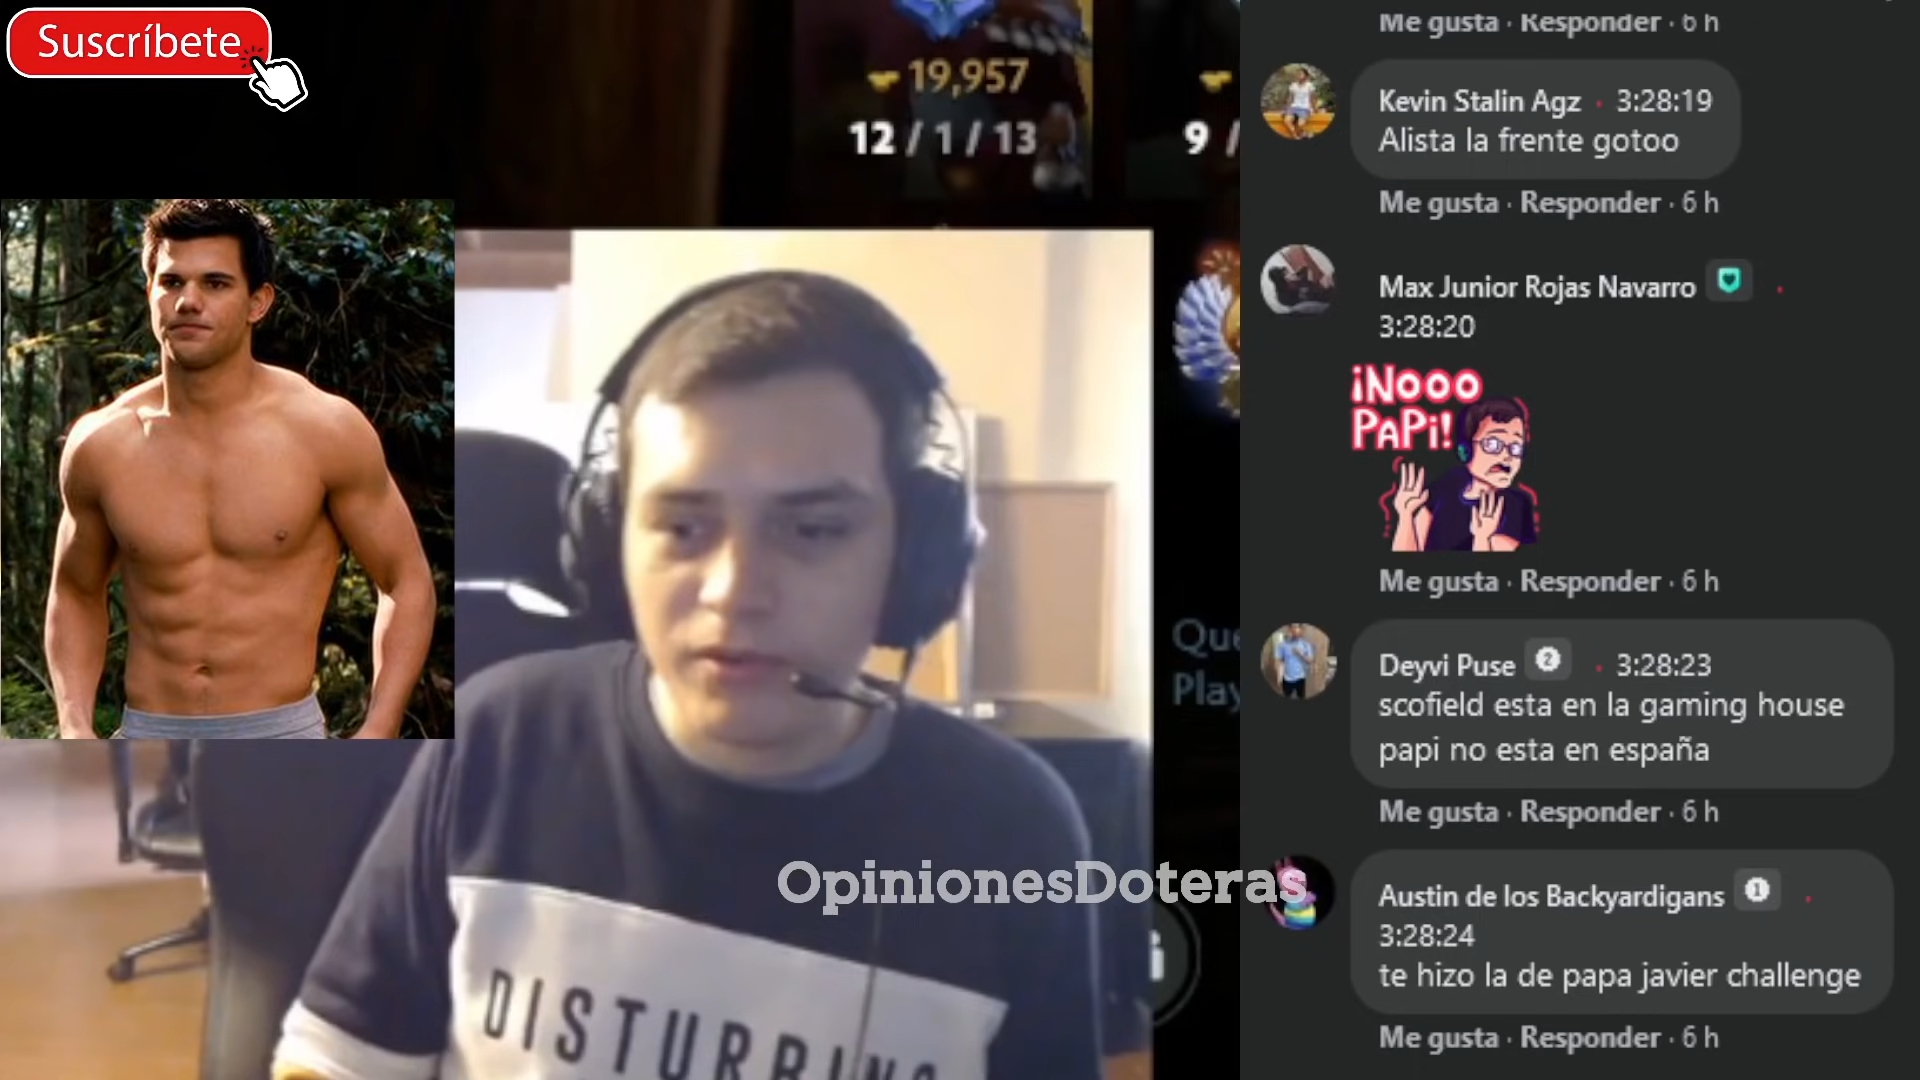 Suscríbete
19,957
12 / 1 / 13
9 /
DISTURBING
OpinionesDoteras
Me gusta · Responder · 6 h
Kevin Stalin Agz · 3:28:19
Alista la frente gotoo
Me gusta · Responder · 6 h
Max Junior Rojas Navarro ·
3:28:20
¡NOOO
PAPI!
Me gusta · Responder · 6 h
Deyvi Puse 2 · 3:28:23
scofield esta en la gaming house
papi no esta en españa
Me gusta · Responder · 6 h
Austin de los Backyardigans 1 ·
3:28:24
te hizo la de papa javier challenge
Me gusta · Responder · 6 h